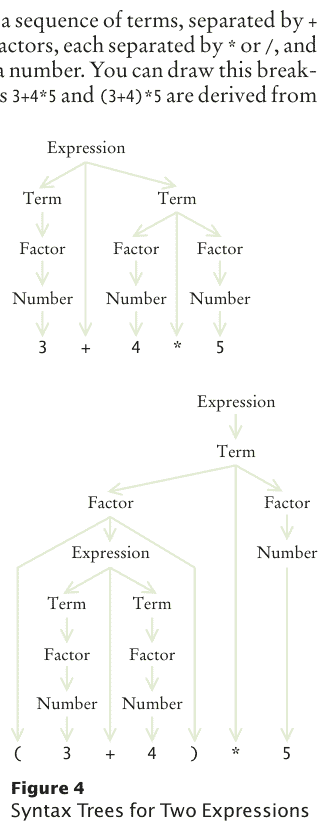 a sequence of terms, separated by +
actors, each separated by * or /, and
a number. You can draw this break-
s 3+4*5 and (3+4)*5 are derived from
Expression
Term Term
Factor Factor Factor
Number Number Number
3 + 4 * 5
Expression
Term
Factor Factor
Expression Number
Term Term
Factor Factor
Number Number
( 3 + 4 ) * 5
Figure 4
Syntax Trees for Two Expressions